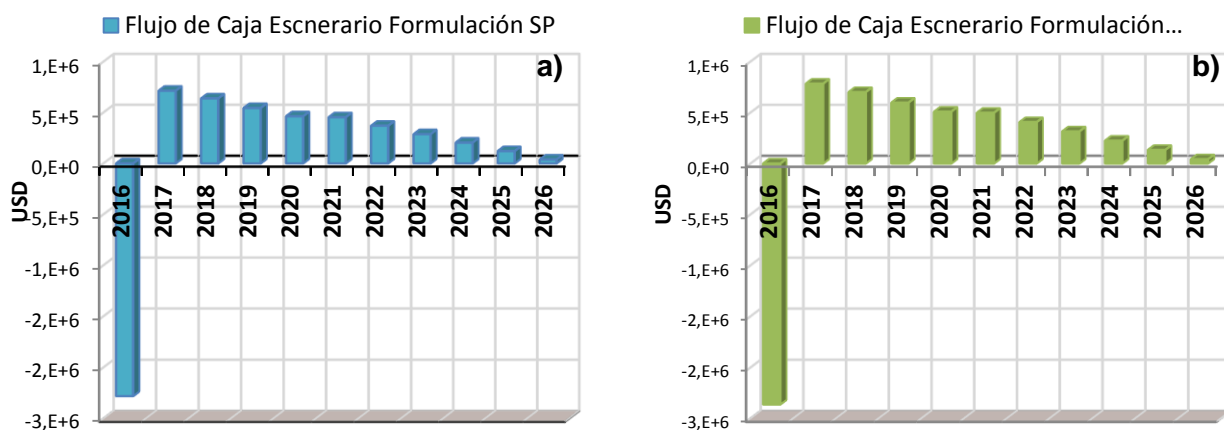 Flujo de Caja Escnerario Formulación SP
a)
1,E+6
5,E+5
0,E+0
-5,E+5
-1,E+6
-2,E+6
-2,E+6
-3,E+6
USD
2016
2017
2018
2019
2020
2021
2022
2023
2024
2025
2026
Flujo de Caja Escnerario Formulación...
b)
1,E+6
5,E+5
0,E+0
-5,E+5
-1,E+6
-2,E+6
-2,E+6
-3,E+6
USD
2016
2017
2018
2019
2020
2021
2022
2023
2024
2025
2026